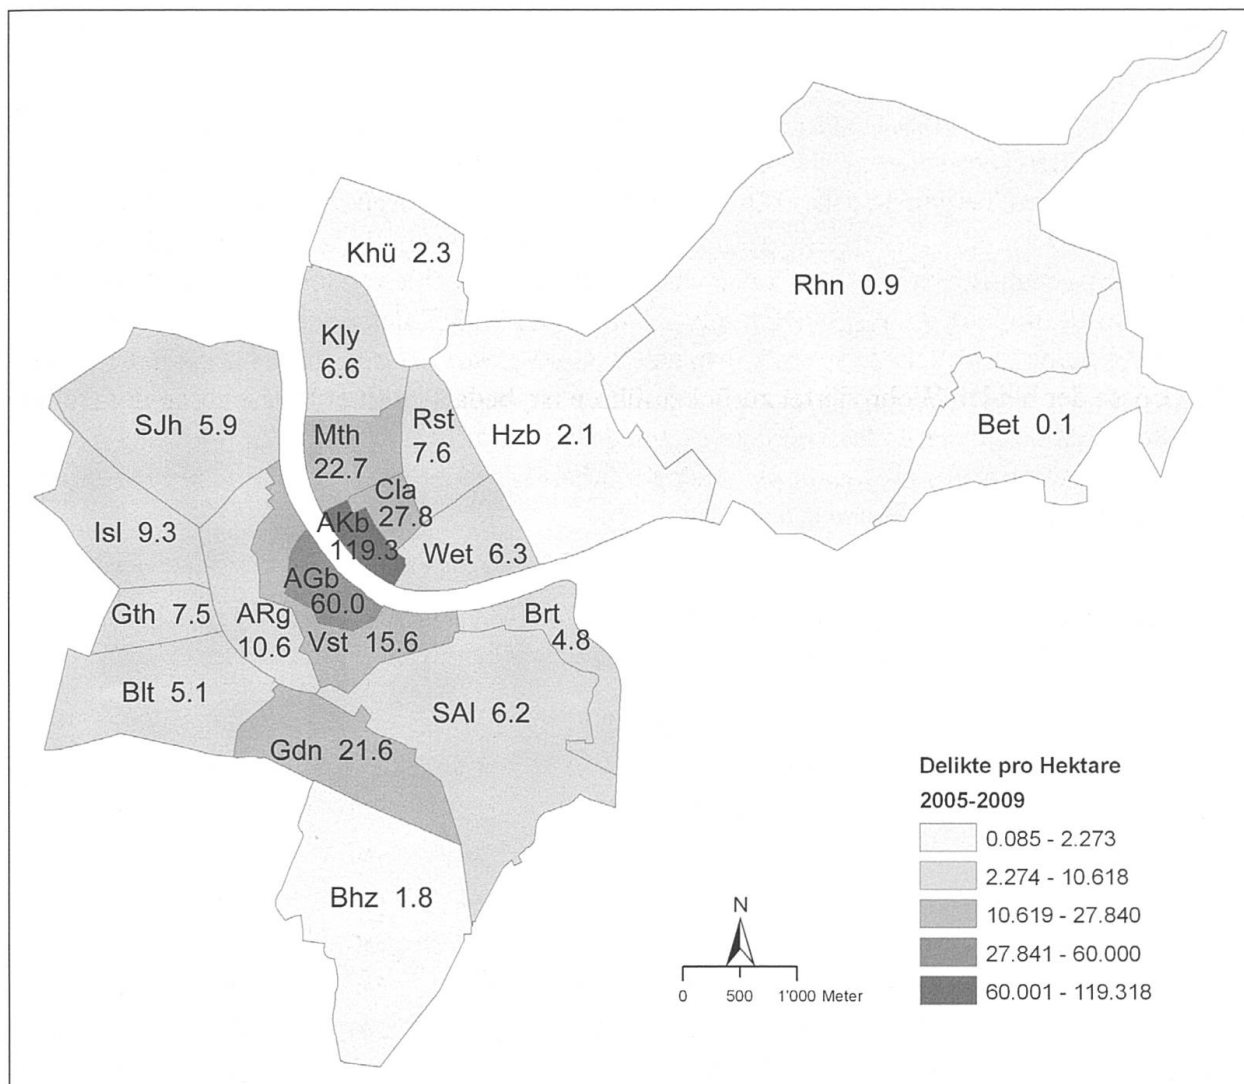 Khü 2.3
Rhn 0.9
Kly
6.6
SJh 5.9
Mth
22.7
Rst
7.6
Hzb 2.1
Bet 0.1
Cla
27.8
Isl 9.3
AKb
119.3
Wet 6.3
AGb
60.0
Gth 7.5
ARg
10.6
Vst 15.6
Brt
4.8
Blt 5.1
SAl 6.2
Gdn 21.6
Bhz 1.8
Delikte pro Hektare
2005-2009
0.085 - 2.273
2.274 - 10.618
10.619 - 27.840
27.841 - 60.000
60.001 - 119.318
N
0 500 1'000 Meter